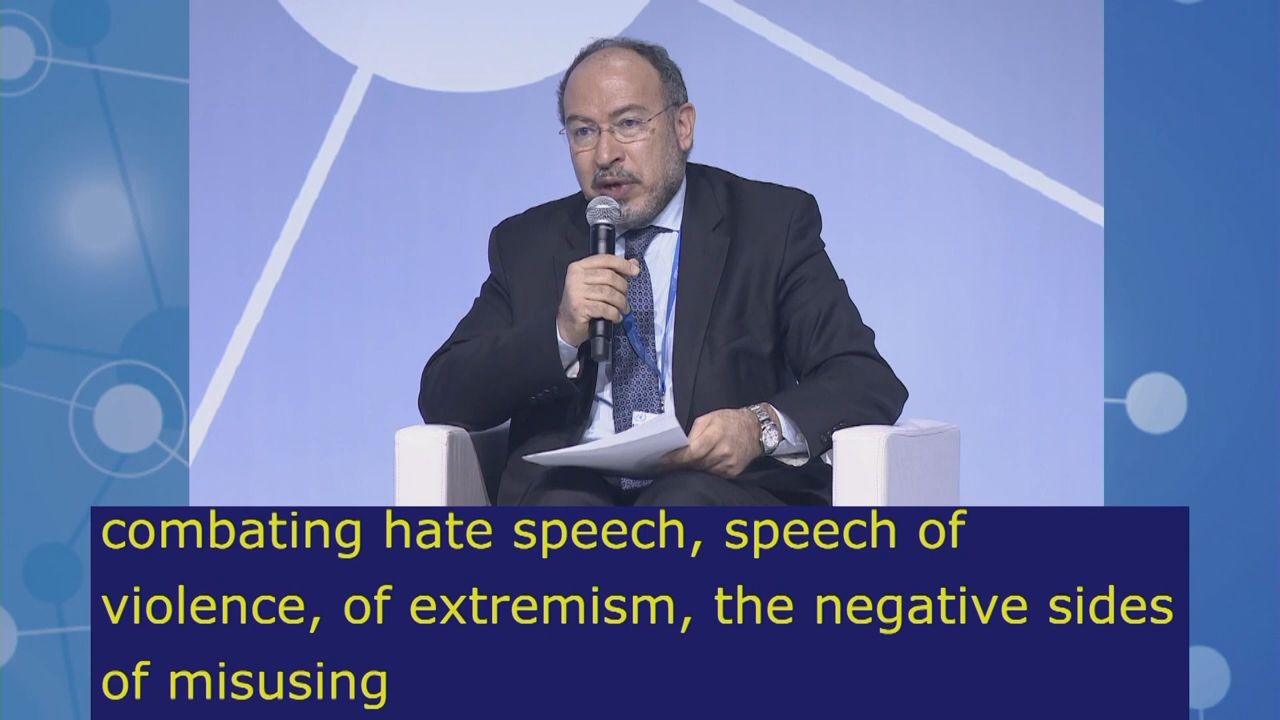 combating hate speech, speech of
violence, of extremism, the negative sides
of misusing